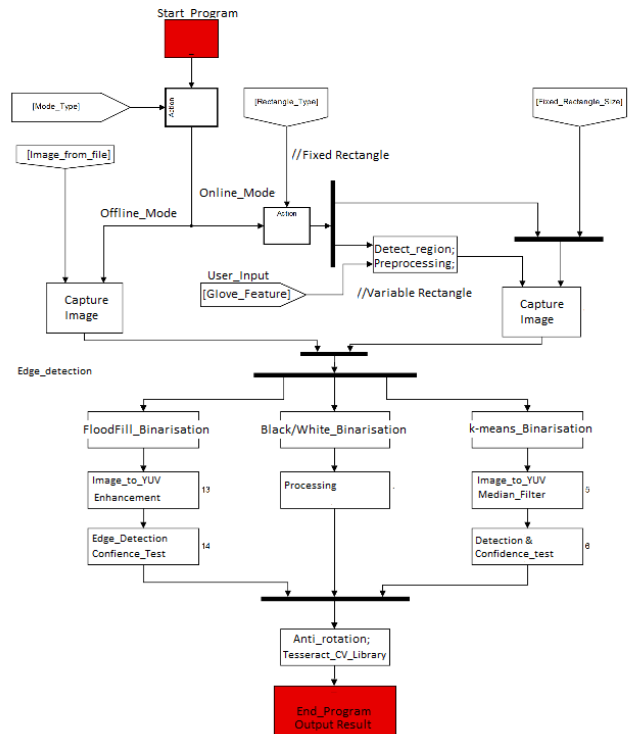 Start_Program
[Mode_Type]
Action
[Rectangle_Type]
[Fixed_Rectangle_Size]
[Image_from_file]
//Fixed Rectangle
Online_Mode
Offline_Mode
Action
Detect_region;
Preprocessing;
User_Input
[Glove_Feature]
//Variable Rectangle
Capture
Image
Capture
Image
Edge_detection
FloodFill_Binarisation
Black/White_Binarisation
k-means_Binarisation
Image_to_YUV
Enhancement
13
Processing
Image_to_YUV
Median_Filter
5
Edge_Detection
Confience_Test
14
Detection &
Confidence_test
6
Anti_rotation;
Tesseract_CV_Library
End_Program
Output Result